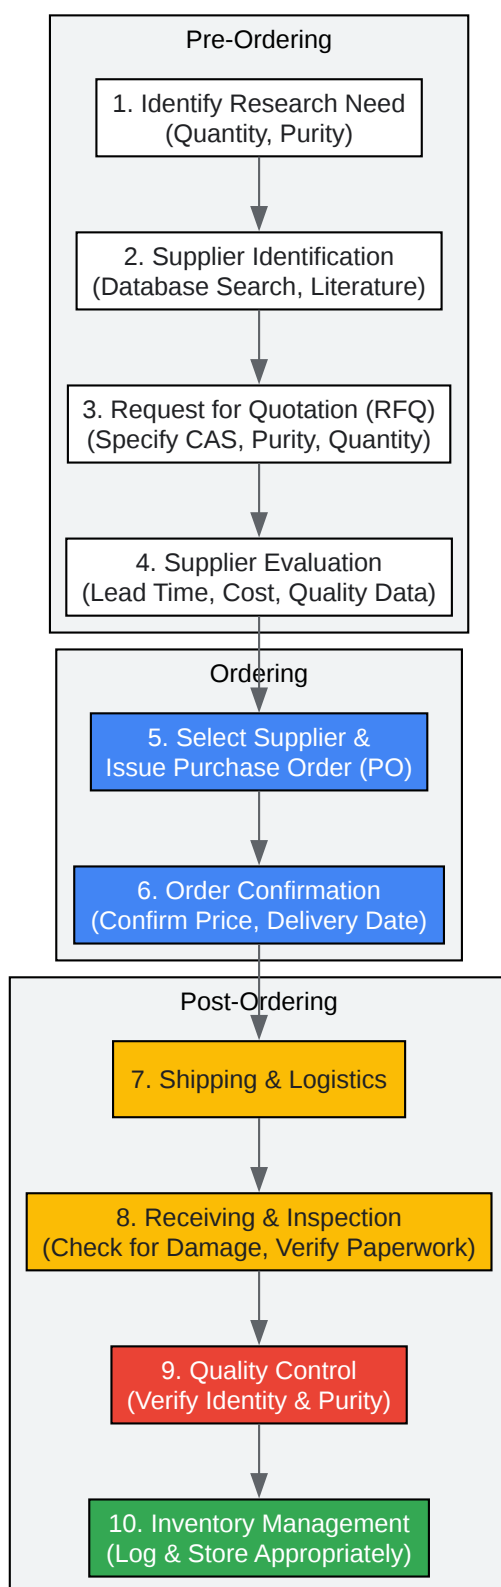 Pre-Ordering
1. Identify Research Need
(Quantity, Purity)
2. Supplier Identification
(Database Search, Literature)
3. Request for Quotation (RFQ)
(Specify CAS, Purity, Quantity)
4. Supplier Evaluation
(Lead Time, Cost, Quality Data)
Ordering
5. Select Supplier &
Issue Purchase Order (PO)
6. Order Confirmation
(Confirm Price, Delivery Date)
Post-Ordering
7. Shipping & Logistics
8. Receiving & Inspection
(Check for Damage, Verify Paperwork)
9. Quality Control
(Verify Identity & Purity)
10. Inventory Management
(Log & Store Appropriately)